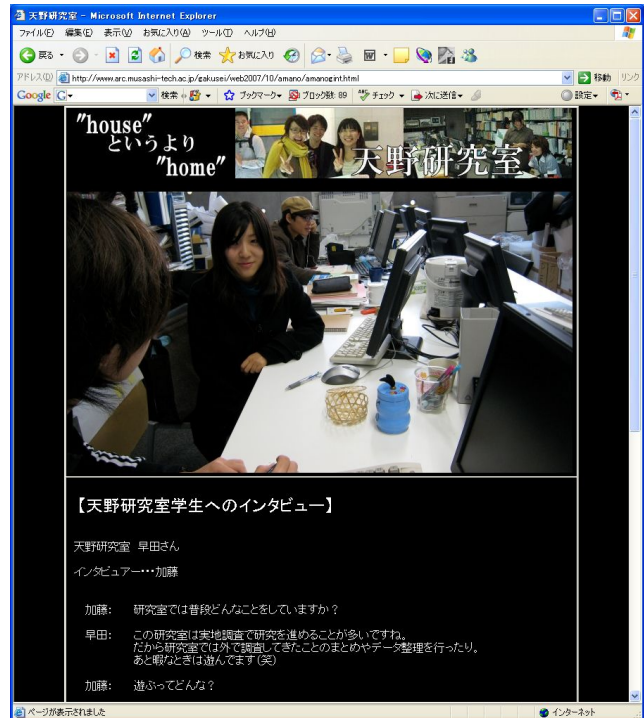 天野研究室 - Microsoft Internet Explorer
ファイル(F) 編集(E) 表示(V) お気に入り(A) ツール(T) ヘルプ(H)
戻る 検索 お気に入り
アドレス(D) http://www.arc.musashi-tech.ac.jp/gakusei/web2007/10/amano/amanogint.html 移動 リンク
Google 検索 ブックマーク ブロック数: 89 チェック 次に送信 設定
"house"
というより
"home"
天野研究室
【天野研究室学生へのインタビュー】
天野研究室 早田さん
インタビュアー・・・加藤
加藤: 研究室では普段どんなことをしていますか？
早田: この研究室は実地調査で研究を進めることが多いですね。
だから研究室では外で調査してきたことのまとめやデータ整理を行ったり。
あと暇なときは遊んでます(笑)
加藤: 遊ぶってどんな？
ページが表示されました インターネット